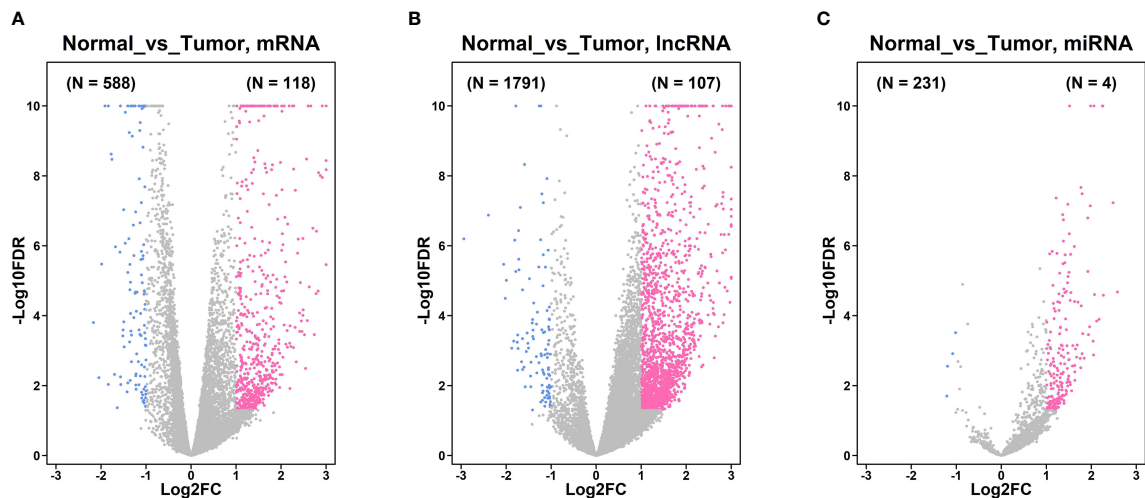 A
Normal_vs_Tumor, mRNA
(N = 588) (N = 118)
10
8
6
4
2
0
-Log10FDR
-3 -2 -1 0 1 2 3
Log2FC
B
Normal_vs_Tumor, lncRNA
(N = 1791) (N = 107)
10
8
6
4
2
0
-Log10FDR
-3 -2 -1 0 1 2 3
Log2FC
C
Normal_vs_Tumor, miRNA
(N = 231) (N = 4)
10
8
6
4
2
0
-Log10FDR
-3 -2 -1 0 1 2 3
Log2FC